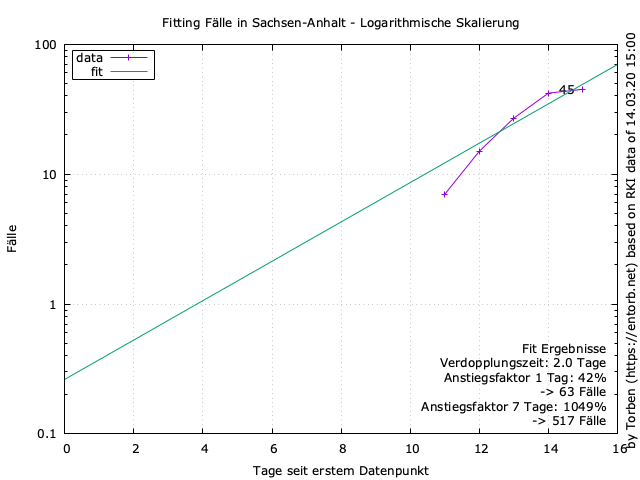 Fitting Fälle in Sachsen-Anhalt - Logarithmische Skalierung
100
10
1
0.1
Fälle
data
fit
45
Fit Ergebnisse
Verdopplungszeit: 2.0 Tage
Anstiegsfaktor 1 Tag: 42%
-> 63 Fälle
Anstiegsfaktor 7 Tage: 1049%
-> 517 Fälle
0 2 4 6 8 10 12 14 16
Tage seit erstem Datenpunkt
by Torben (https://entorb.net) based on RKI data of 14.03.20 15:00